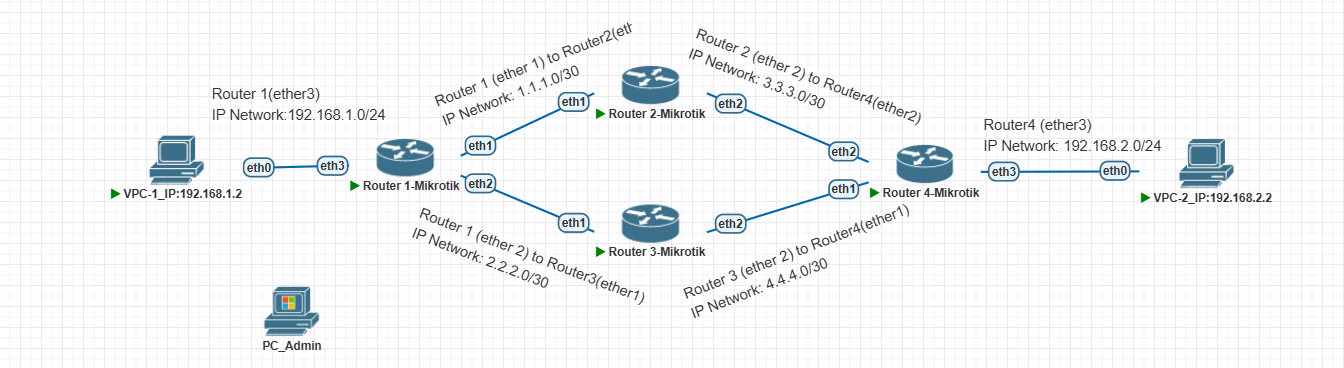 Router 1(ether3)
IP Network:192.168.1.0/24
eth0
eth3
VPC-1_IP:192.168.1.2
Router 1-Mikrotik
Router 1 (ether 1) to Router2(eth
IP Network: 1.1.1.0/30
eth1
eth1
Router 2-Mikrotik
eth2
Router 2 (ether 2) to Router4(ether2)
IP Network: 3.3.3.0/30
eth2
eth2
eth1
Router 3-Mikrotik
eth2
Router 1 (ether 2) to Router3(ether1)
IP Network: 2.2.2.0/30
eth1
Router 4-Mikrotik
Router 3 (ether 2) to Router4(ether1)
IP Network: 4.4.4.0/30
Router4 (ether3)
IP Network: 192.168.2.0/24
eth3
eth0
VPC-2_IP:192.168.2.2
PC_Admin